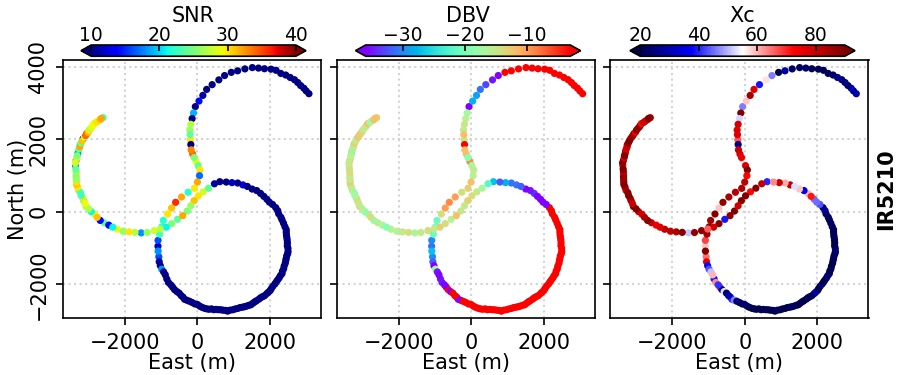 SNR DBV Xc
10 20 30 40 −30 −20 −10 20 40 60 80
4000
2000
0
−2000
North (m)
IR5210
−2000 0 2000 −2000 0 2000 −2000 0 2000
East (m) East (m) East (m)